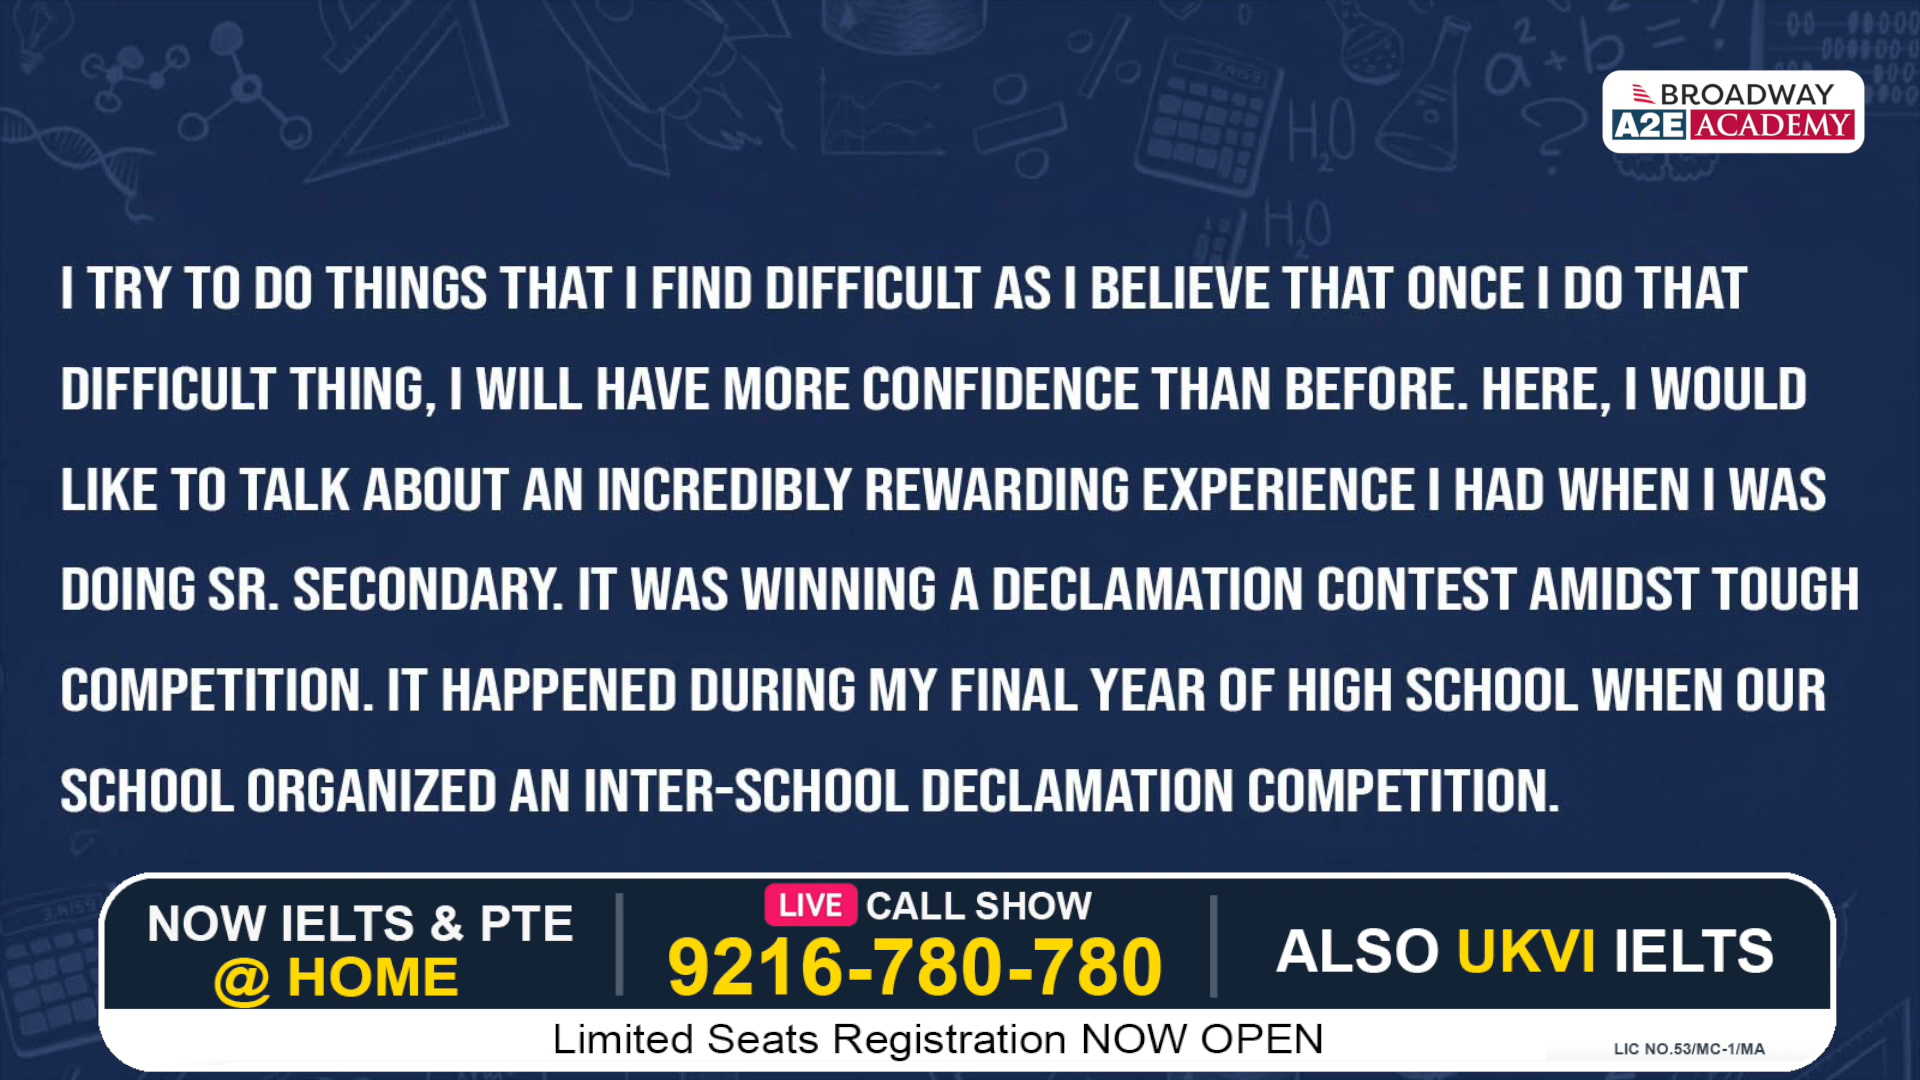 BROADWAY
A2E ACADEMY
a² + b² = ?
H₂O
H₂O
I TRY TO DO THINGS THAT I FIND DIFFICULT AS I BELIEVE THAT ONCE I DO THAT
DIFFICULT THING, I WILL HAVE MORE CONFIDENCE THAN BEFORE. HERE, I WOULD
LIKE TO TALK ABOUT AN INCREDIBLY REWARDING EXPERIENCE I HAD WHEN I WAS
DOING SR. SECONDARY. IT WAS WINNING A DECLAMATION CONTEST AMIDST TOUGH
COMPETITION. IT HAPPENED DURING MY FINAL YEAR OF HIGH SCHOOL WHEN OUR
SCHOOL ORGANIZED AN INTER-SCHOOL DECLAMATION COMPETITION.
NOW IELTS & PTE
@ HOME
LIVE CALL SHOW
9216-780-780
ALSO UKVI IELTS
Limited Seats Registration NOW OPEN
LIC NO.53/MC-1/MA